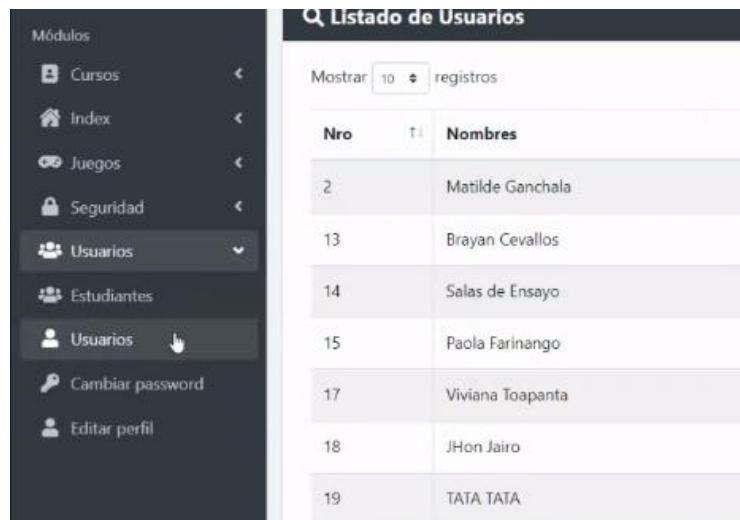 Módulos
Cursos
Index
Juegos
Seguridad
Usuarios
Estudiantes
Usuarios
Cambiar password
Editar perfil
Listado de Usuarios
Mostrar 10 registros
Nro Nombres
2 Matilde Ganchala
13 Brayan Cevallos
14 Salas de Ensayo
15 Paola Farinango
17 Viviana Toapanta
18 JHon Jairo
19 TATA TATA